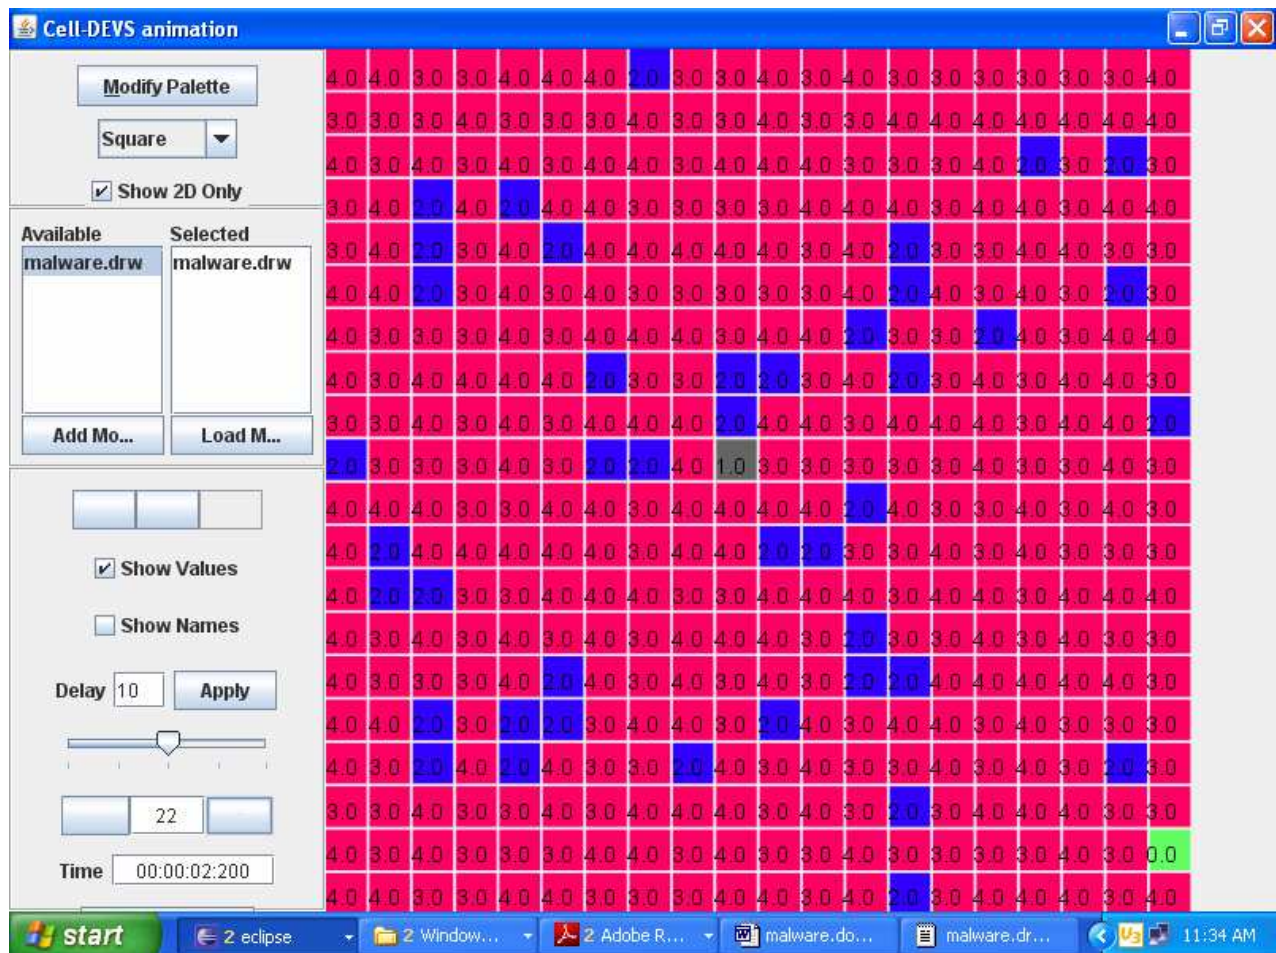 Cell-DEVS animation
Modify Palette
Square
Show 2D Only
Available Selected
malware.drw malware.drw
Add Mo... Load M...
Show Values
Show Names
Delay 10 Apply
22
Time 00:00:02:200
4.0 4.0 3.0 3.0 4.0 4.0 4.0 2.0 3.0 3.0 4.0 3.0 4.0 3.0 3.0 3.0 3.0 3.0 3.0 4.0
3.0 3.0 3.0 4.0 3.0 3.0 3.0 4.0 3.0 3.0 4.0 3.0 3.0 4.0 4.0 4.0 4.0 4.0 4.0 4.0
4.0 3.0 4.0 3.0 4.0 3.0 4.0 3.0 4.0 4.0 4.0 4.0 3.0 3.0 3.0 4.0 2.0 3.0 2.0 3.0
3.0 4.0 2.0 4.0 2.0 4.0 4.0 3.0 3.0 3.0 3.0 4.0 4.0 4.0 3.0 4.0 4.0 3.0 4.0 4.0
3.0 4.0 2.0 3.0 4.0 2.0 4.0 4.0 4.0 4.0 4.0 3.0 4.0 2.0 3.0 3.0 4.0 4.0 3.0 3.0
4.0 4.0 2.0 3.0 4.0 3.0 4.0 3.0 3.0 3.0 3.0 3.0 4.0 2.0 4.0 3.0 4.0 3.0 2.0 3.0
4.0 3.0 3.0 3.0 4.0 3.0 4.0 4.0 3.0 3.0 4.0 4.0 2.0 3.0 3.0 2.0 4.0 3.0 4.0 4.0
4.0 3.0 4.0 4.0 4.0 4.0 2.0 3.0 3.0 2.0 2.0 3.0 4.0 2.0 3.0 4.0 3.0 4.0 4.0 3.0
3.0 3.0 4.0 3.0 4.0 3.0 4.0 4.0 4.0 2.0 4.0 4.0 3.0 4.0 4.0 4.0 3.0 4.0 4.0 2.0
2.0 3.0 3.0 3.0 4.0 3.0 2.0 2.0 4.0 1.0 3.0 3.0 3.0 3.0 3.0 4.0 3.0 3.0 4.0 3.0
4.0 4.0 4.0 3.0 3.0 4.0 4.0 3.0 4.0 4.0 4.0 4.0 2.0 4.0 3.0 3.0 4.0 3.0 4.0 3.0
4.0 2.0 4.0 4.0 4.0 4.0 4.0 3.0 4.0 4.0 2.0 2.0 3.0 3.0 4.0 3.0 4.0 3.0 3.0 3.0
4.0 2.0 2.0 3.0 3.0 4.0 4.0 4.0 3.0 3.0 4.0 4.0 4.0 3.0 4.0 4.0 3.0 4.0 4.0 4.0
4.0 3.0 4.0 3.0 4.0 3.0 4.0 3.0 4.0 4.0 4.0 3.0 2.0 3.0 3.0 4.0 4.0 3.0 3.0 3.0
4.0 3.0 3.0 3.0 4.0 2.0 4.0 3.0 4.0 3.0 4.0 3.0 2.0 2.0 4.0 4.0 4.0 4.0 4.0 3.0
4.0 4.0 2.0 3.0 2.0 2.0 3.0 4.0 4.0 3.0 2.0 4.0 3.0 4.0 4.0 3.0 3.0 3.0 3.0 3.0
4.0 3.0 2.0 4.0 2.0 4.0 3.0 3.0 2.0 4.0 3.0 4.0 3.0 3.0 4.0 3.0 4.0 3.0 2.0 3.0
3.0 3.0 4.0 3.0 4.0 3.0 4.0 3.0 4.0 4.0 3.0 4.0 3.0 2.0 3.0 4.0 4.0 4.0 3.0 3.0
4.0 3.0 4.0 3.0 3.0 3.0 4.0 4.0 3.0 4.0 3.0 3.0 4.0 3.0 3.0 3.0 3.0 4.0 3.0 0.0
4.0 4.0 3.0 3.0 4.0 4.0 3.0 3.0 3.0 4.0 4.0 3.0 4.0 2.0 3.0 3.0 4.0 4.0 3.0 4.0
start 2 eclipse 2 Window... 2 Adobe R... malware.do... malware.dr... V3 11:34 AM